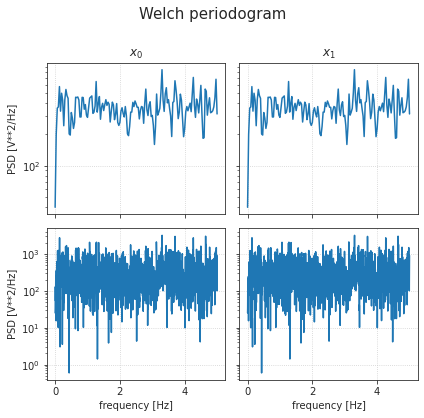 Welch periodogram
x₀ x₁
PSD [V**2/Hz]
10²
PSD [V**2/Hz]
10³
10²
10¹
10⁰
0 2 4 0 2 4
frequency [Hz] frequency [Hz]